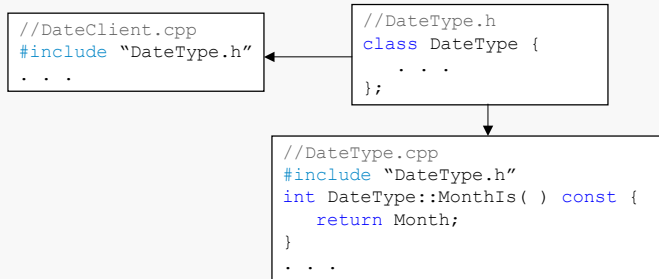 //DateClient.cpp
#include “DateType.h”
. . .
//DateType.h
class DateType {
   . . .
};
//DateType.cpp
#include “DateType.h”
int DateType::MonthIs( ) const {
   return Month;
}
. . .